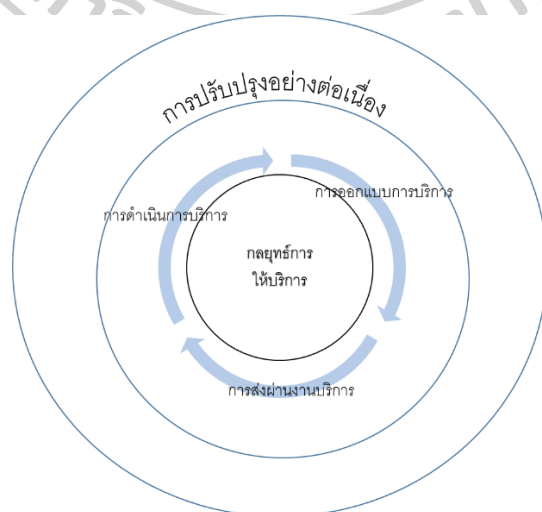 การปรับปรุงอย่างต่อเนื่อง
การออกแบบการบริการ
การดำเนินการบริการ
กลยุทธ์การ
ให้บริการ
การส่งผ่านงานบริการ